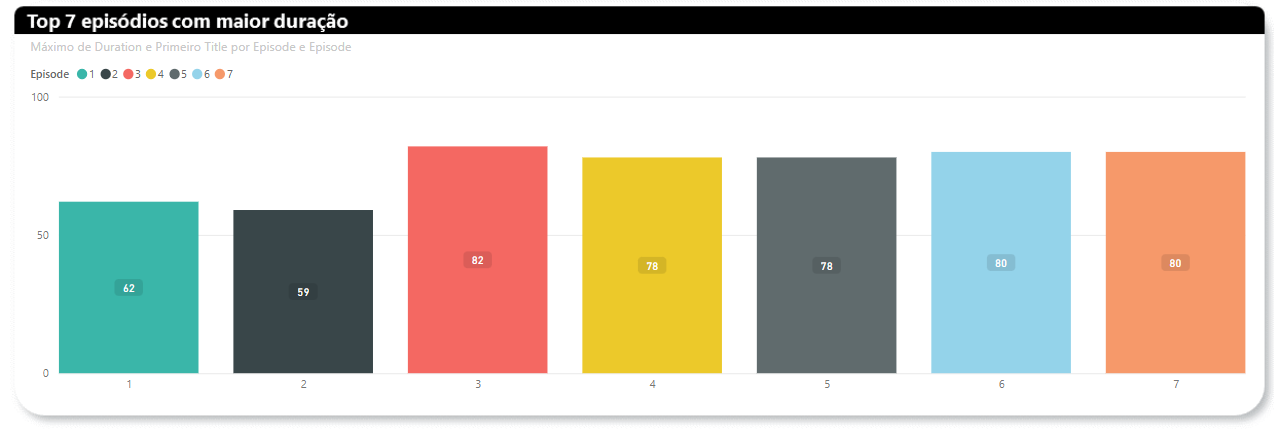 Top 7 episódios com maior duração
Máximo de Duration e Primeiro Title por Episode e Episode
Episode 1 2 3 4 5 6 7
100
50
0
62
59
82
78
78
80
80
1 2 3 4 5 6 7